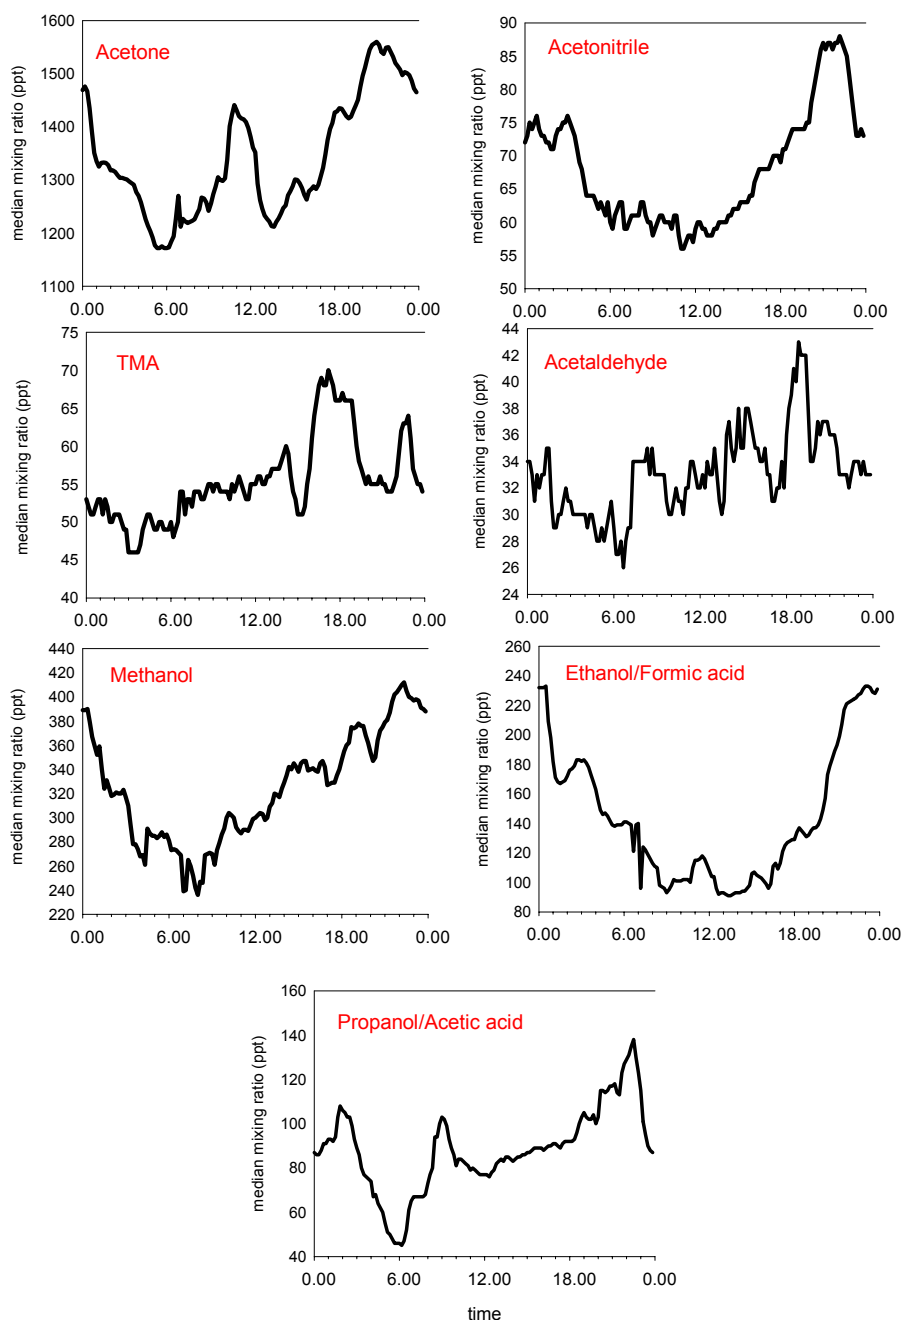 Acetone
median mixing ratio (ppt)
1600
1500
1400
1300
1200
1100
0.00 6.00 12.00 18.00 0.00
Acetonitrile
median mixing ratio (ppt)
90
85
80
75
70
65
60
55
50
0.00 6.00 12.00 18.00 0.00
TMA
median mixing ratio (ppt)
75
70
65
60
55
50
45
40
0.00 6.00 12.00 18.00 0.00
Acetaldehyde
median mixing ratio (ppt)
44
42
40
38
36
34
32
30
28
26
24
0.00 6.00 12.00 18.00 0.00
Methanol
median mixing ratio (ppt)
440
420
400
380
360
340
320
300
280
260
240
220
0.00 6.00 12.00 18.00 0.00
Ethanol/Formic acid
median mixing ratio (ppt)
260
240
220
200
180
160
140
120
100
80
0.00 6.00 12.00 18.00 0.00
Propanol/Acetic acid
median mixing ratio (ppt)
160
140
120
100
80
60
40
0.00 6.00 12.00 18.00 0.00
time